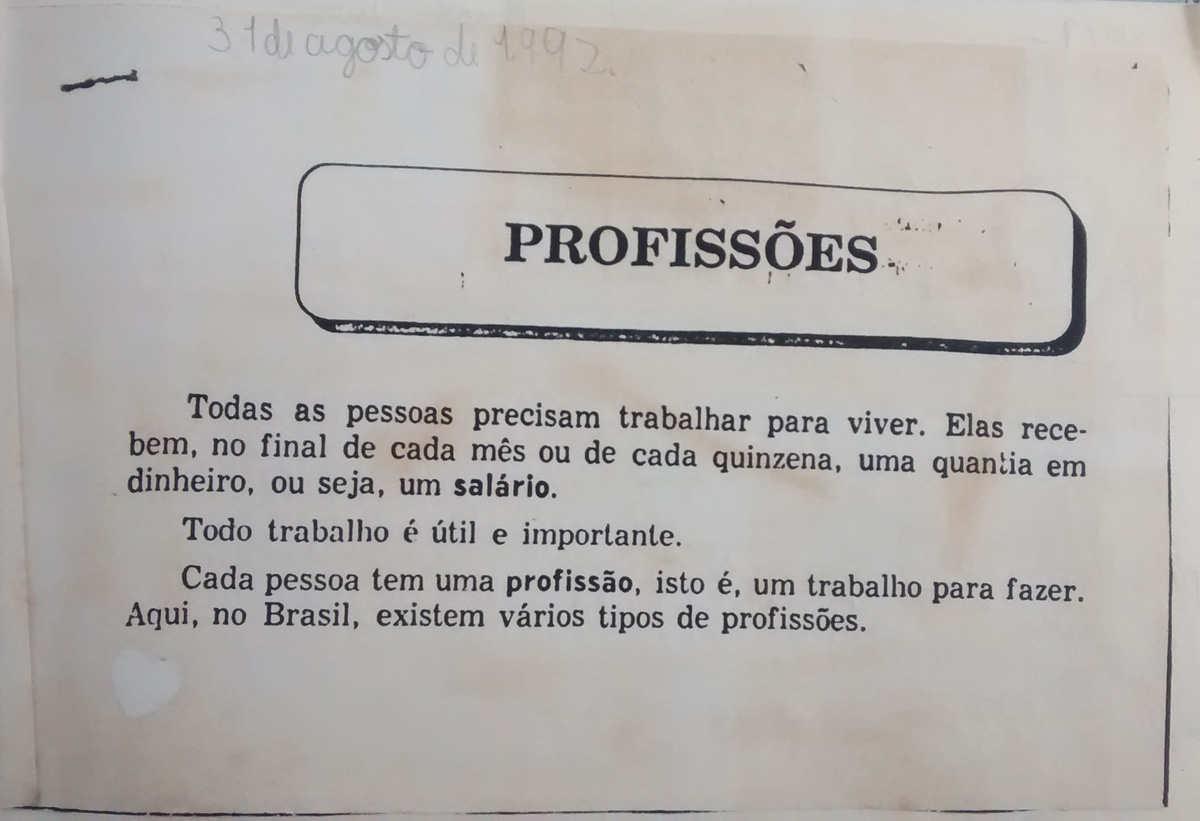 31 de agosto de 1992.
PROFISSÕES
Todas as pessoas precisam trabalhar para viver. Elas rece-
bem, no final de cada mês ou de cada quinzena, uma quantia em
dinheiro, ou seja, um salário.
Todo trabalho é útil e importante.
Cada pessoa tem uma profissão, isto é, um trabalho para fazer.
Aqui, no Brasil, existem vários tipos de profissões.